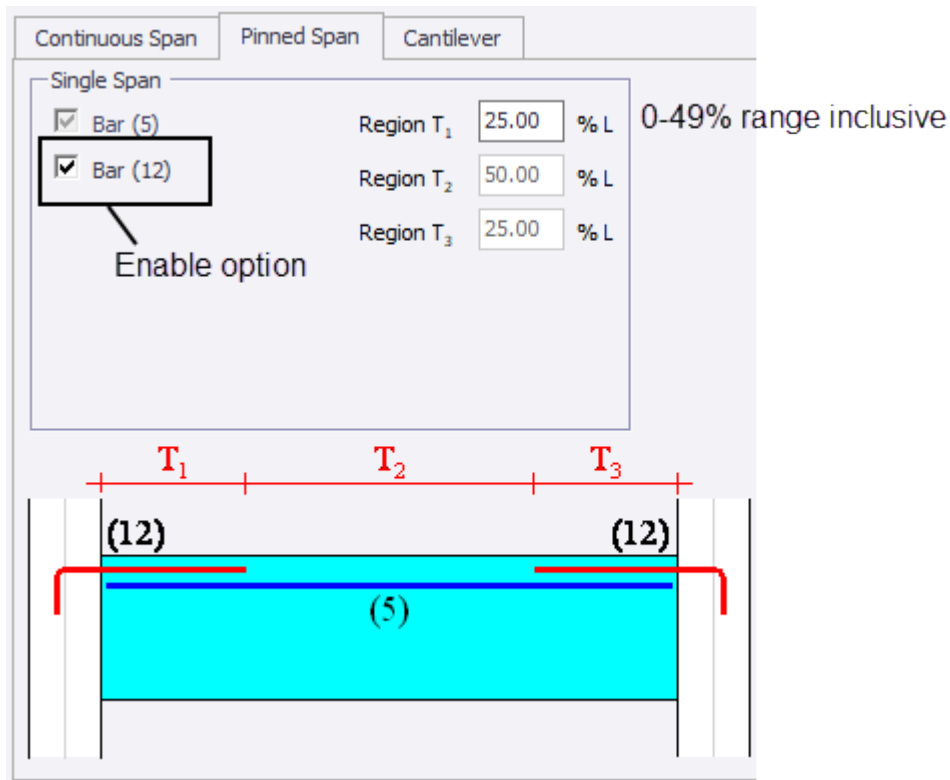 Continuous Span Pinned Span Cantilever
Single Span
Bar (5) Region T1 25.00 % L 0-49% range inclusive
Bar (12) Region T2 50.00 % L
Region T3 25.00 % L
Enable option
T1 T2 T3
(12) (12)
(5)